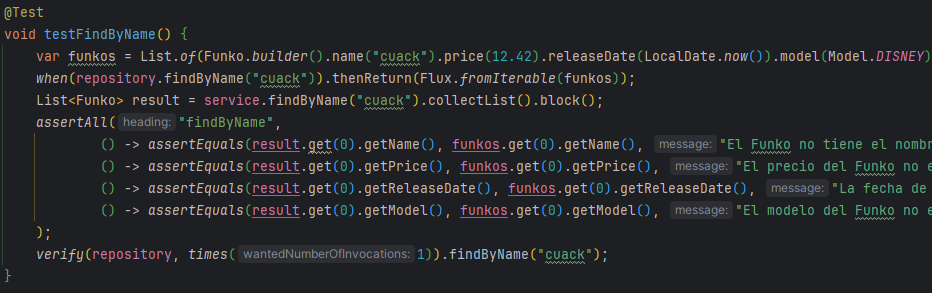 @Test
void testFindByName() {
var funkos = List.of(Funko.builder().name("cuack").price(12.42).releaseDate(LocalDate.now()).model(Model.DISNEY)
when(repository.findByName("cuack")).thenReturn(Flux.fromIterable(funkos));
List<Funko> result = service.findByName("cuack").collectList().block();
assertAll( heading: "findByName",
() -> assertEquals(result.get(0).getName(), funkos.get(0).getName(), message: "El Funko no tiene el nombr
() -> assertEquals(result.get(0).getPrice(), funkos.get(0).getPrice(), message: "El precio del Funko no e
() -> assertEquals(result.get(0).getReleaseDate(), funkos.get(0).getReleaseDate(), message: "La fecha de
() -> assertEquals(result.get(0).getModel(), funkos.get(0).getModel(), message: "El modelo del Funko no e
);
verify(repository, times( wantedNumberOfInvocations: 1)).findByName("cuack");
}